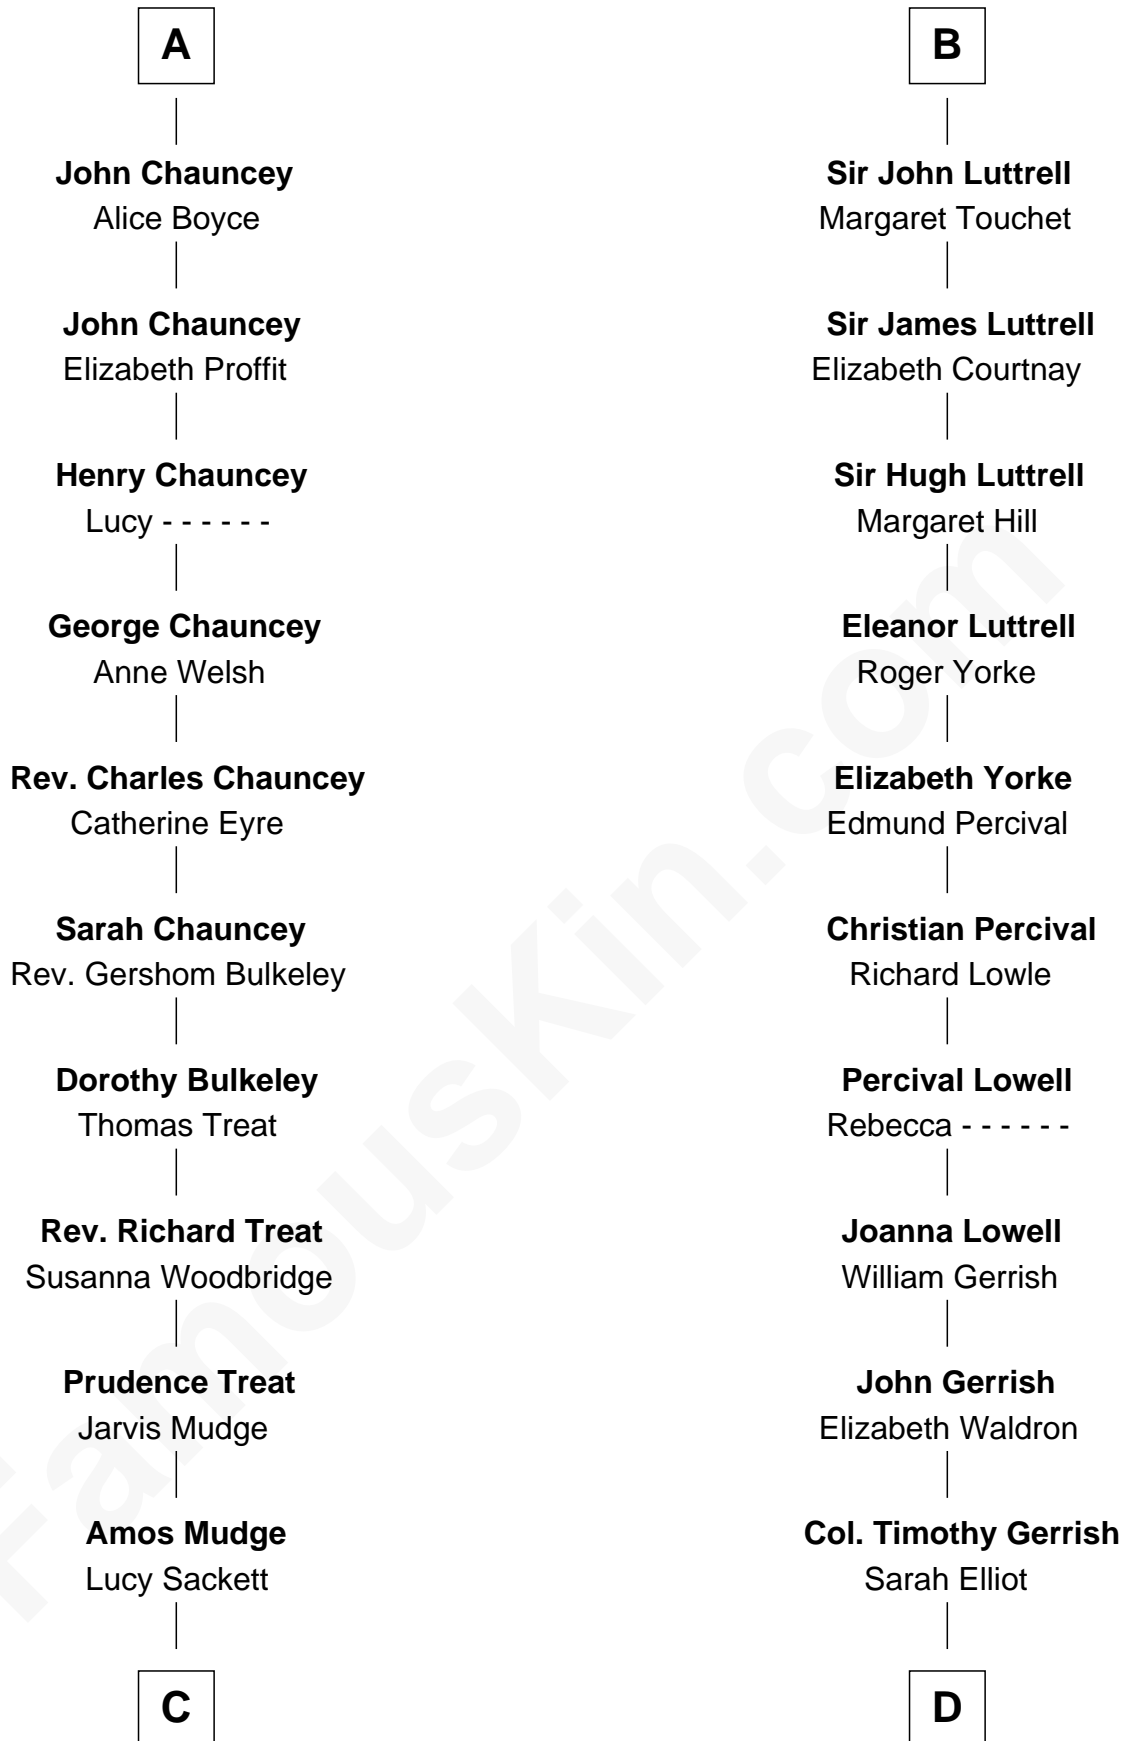 A
John Chauncey
Alice Boyce
John Chauncey
Elizabeth Proffit
Henry Chauncey
Lucy - - - - - -
George Chauncey
Anne Welsh
Rev. Charles Chauncey
Catherine Eyre
Sarah Chauncey
Rev. Gershom Bulkeley
Dorothy Bulkeley
Thomas Treat
Rev. Richard Treat
Susanna Woodbridge
Prudence Treat
Jarvis Mudge
Amos Mudge
Lucy Sackett
C
B
Sir John Luttrell
Margaret Touchet
Sir James Luttrell
Elizabeth Courtnay
Sir Hugh Luttrell
Margaret Hill
Eleanor Luttrell
Roger Yorke
Elizabeth Yorke
Edmund Percival
Christian Percival
Richard Lowle
Percival Lowell
Rebecca - - - - - -
Joanna Lowell
William Gerrish
John Gerrish
Elizabeth Waldron
Col. Timothy Gerrish
Sarah Elliot
D
FamousKin.com